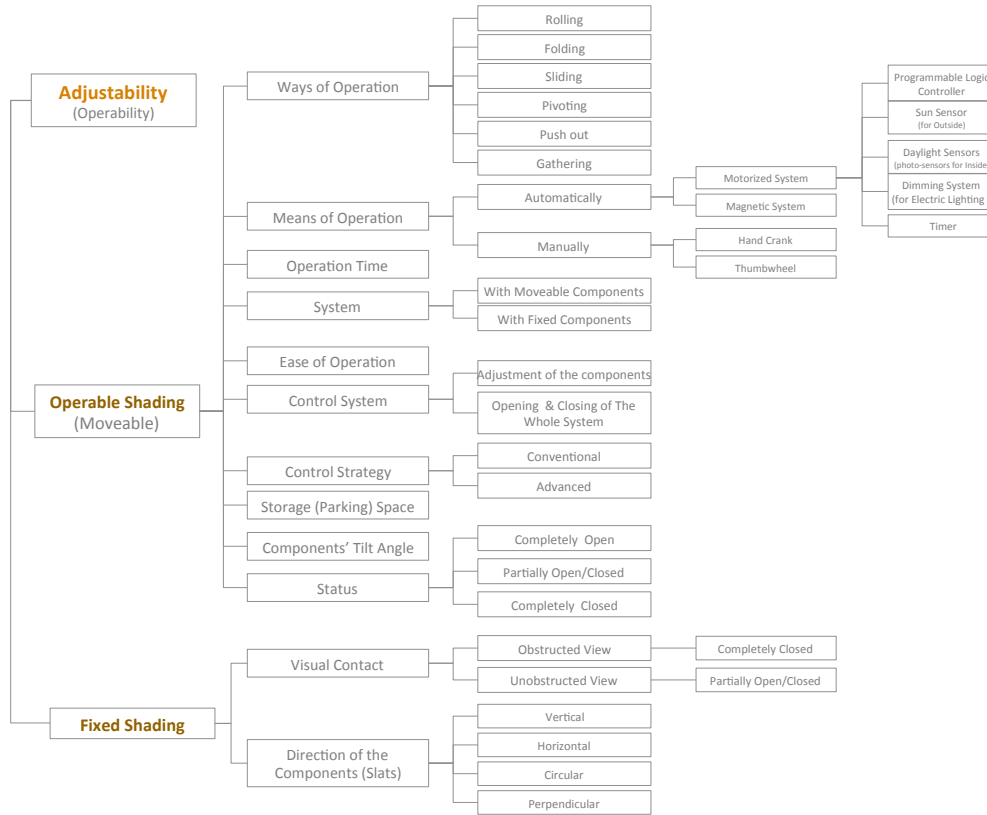 Adjustability
(Operability)
Operable Shading
(Moveable)
Fixed Shading
Ways of Operation
Rolling
Folding
Sliding
Pivoting
Push out
Gathering
Means of Operation
Automatically
Motorized System
Programmable Logic
Controller
Sun Sensor
(for Outside)
Daylight Sensors
(photo-sensors for Inside
Dimming System
(for Electric Lighting
Timer
Magnetic System
Manually
Hand Crank
Thumbwheel
Operation Time
System
With Moveable Components
With Fixed Components
Ease of Operation
Control System
Adjustment of the components
Opening & Closing of The
Whole System
Control Strategy
Conventional
Advanced
Storage (Parking) Space
Components’ Tilt Angle
Status
Completely Open
Partially Open/Closed
Completely Closed
Visual Contact
Obstructed View
Completely Closed
Unobstructed View
Partially Open/Closed
Direction of the
Components (Slats)
Vertical
Horizontal
Circular
Perpendicular